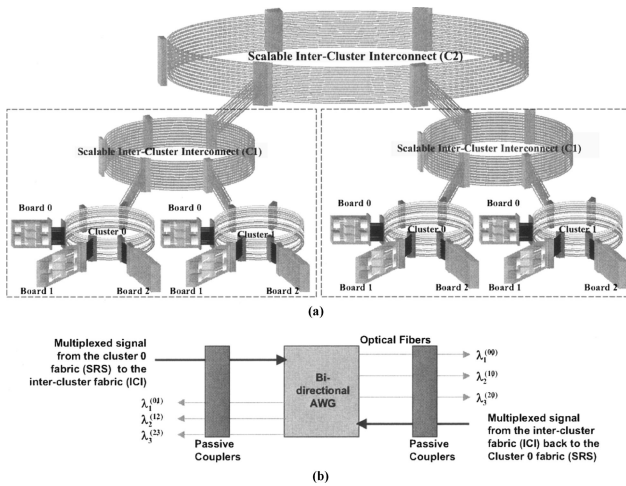 Scalable Inter-Cluster Interconnect (C2)
Scalable Inter-Cluster Interconnect (C1)
Scalable Inter-Cluster Interconnect (C1)
Board 0
Cluster 0
Board 1
Board 2
Board 0
Cluster 1
Board 1
Board 2
Board 0
Cluster 0
Board 1
Board 2
Board 0
Cluster 1
Board 1
Board 2
(a)
Multiplexed signal
from the cluster 0
fabric (SRS) to the
inter-cluster fabric (ICI)
Optical Fibers
Bi-
directional
AWG
λ₁⁽⁰⁰⁾
λ₂⁽¹⁰⁾
λ₃⁽²⁰⁾
λ₁⁽⁰¹⁾
λ₂⁽¹²⁾
λ₃⁽²³⁾
Passive
Couplers
Passive
Couplers
Multiplexed signal
from the inter-cluster
fabric (ICI) back to the
Cluster 0 fabric (SRS)
(b)